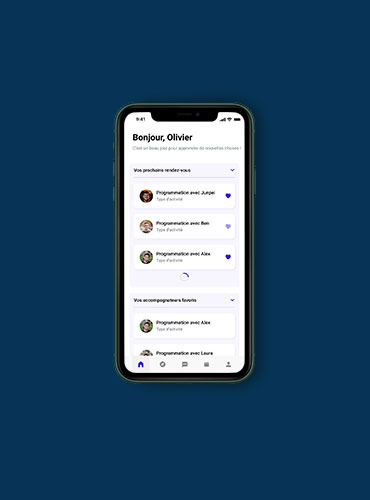 9:41
Bonjour, Olivier
C'est un beau jour pour apprendre de nouvelles choses !
Vos prochains rendez-vous
Programmation avec Junpei
Type d'activité
Programmation avec Ben
Type d'activité
Programmation avec Alex
Type d'activité
Vos accompagnateurs favoris
Programmation avec Alex
Type d'activité
Programmation avec Laura